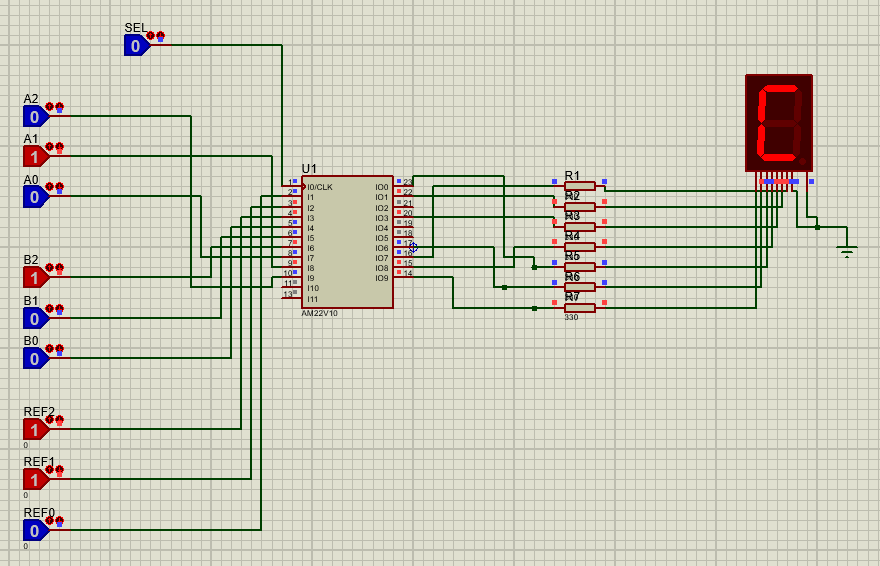 SEL
0
A2
0
A1
1
A0
0
B2
1
B1
0
B0
0
REF2
1
0
REF1
1
0
REF0
0
0
U1
1 I0/CLK IO0 23
2 I1 IO1 22
3 I2 IO2 21
4 I3 IO3 20
5 I4 IO4 19
6 I5 IO5 18
7 I6 IO6 17
8 I7 IO7 16
9 I8 IO8 15
10 I9 IO9 14
11 I10
13 I11
AM22V10
R1
R2
R3
R4
R5
R6
R7
330
C